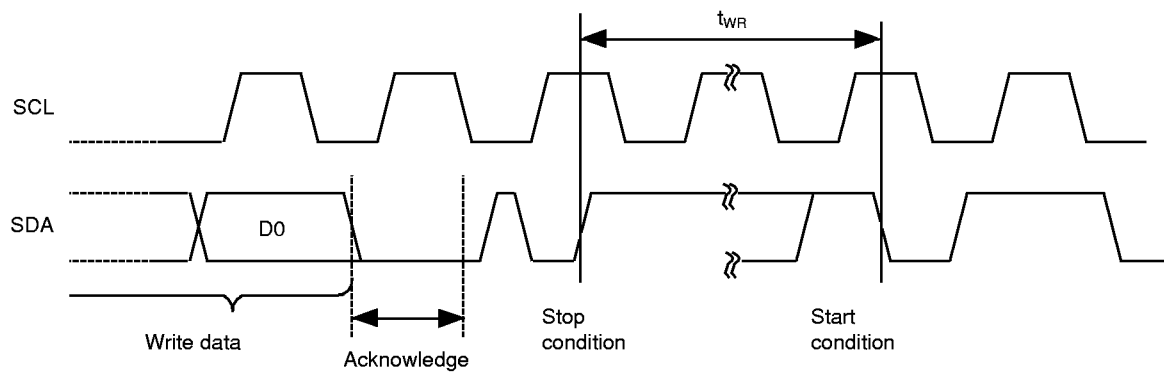 tWR
SCL
SDA
D0
Write data
Acknowledge
Stop
condition
Start
condition